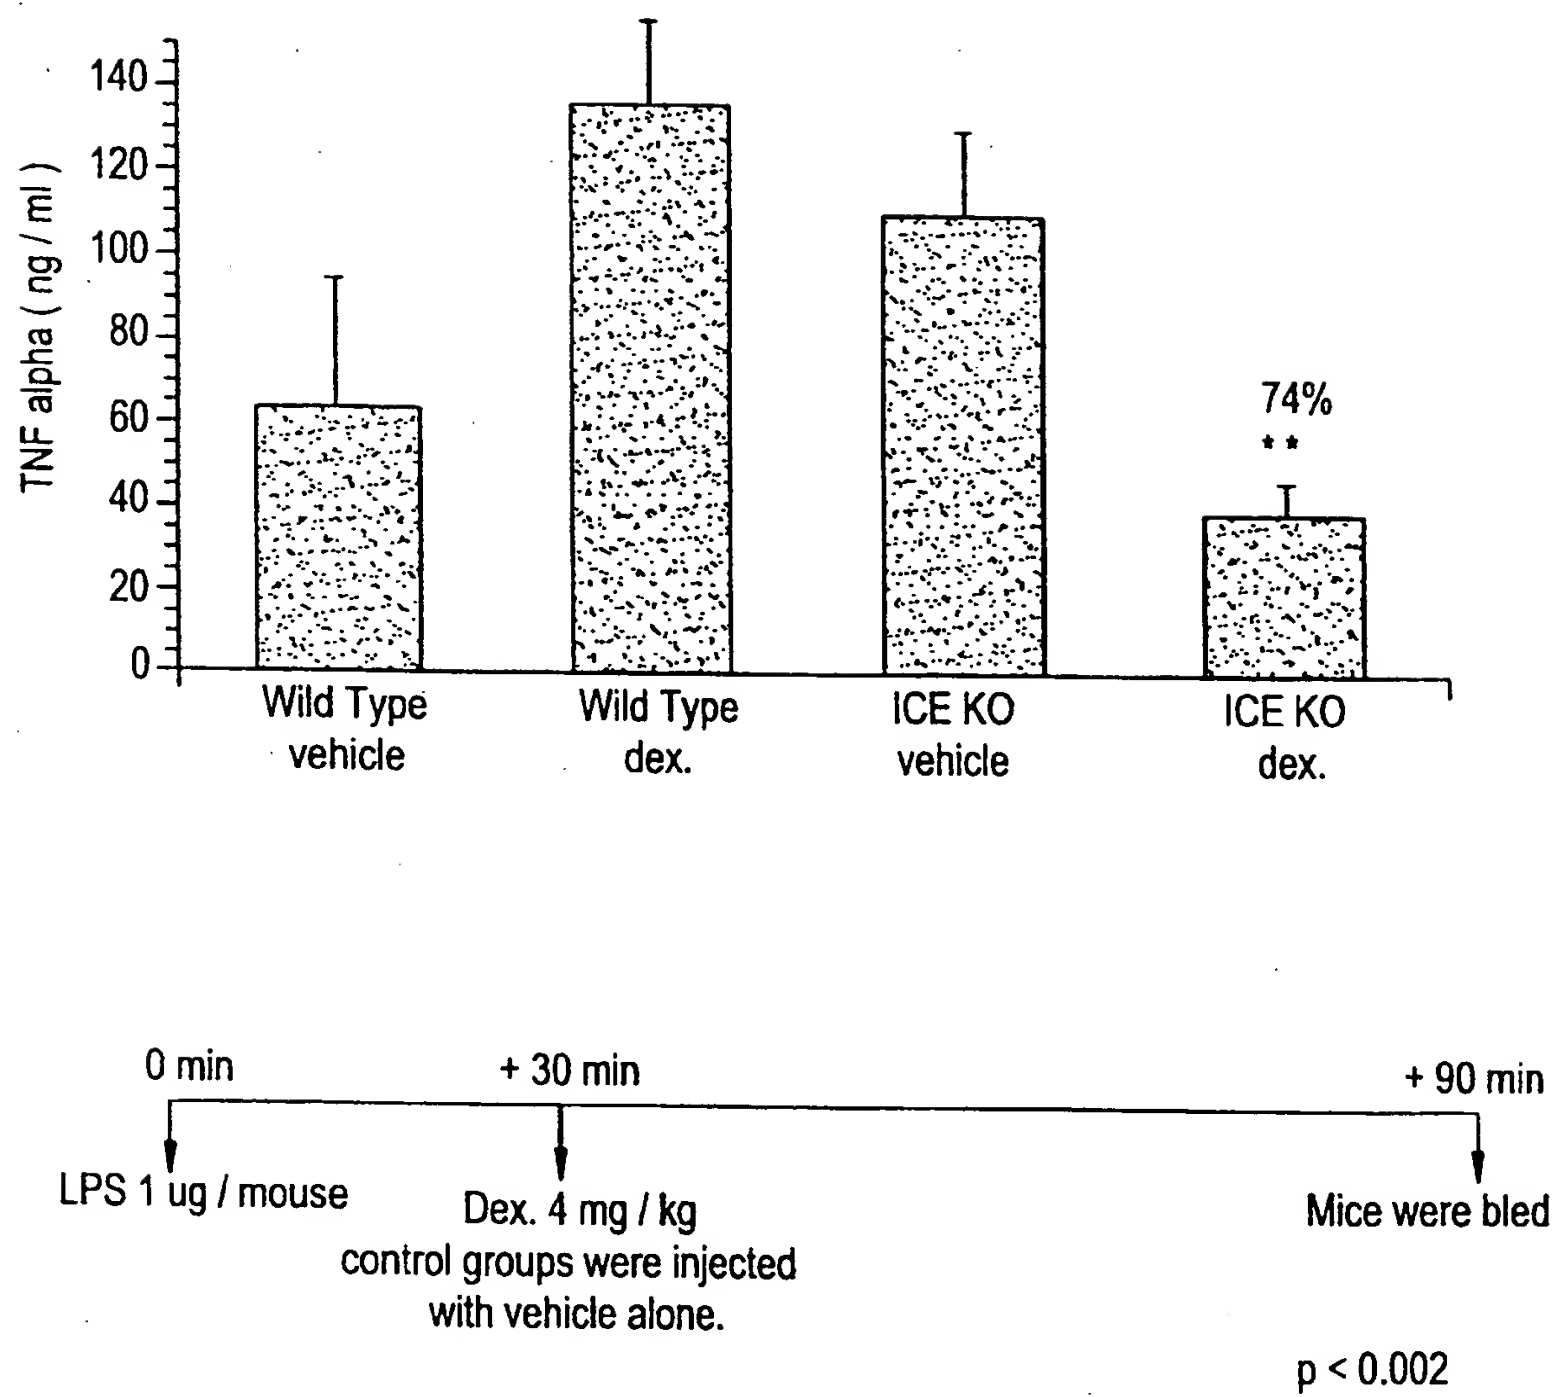 TNF alpha ( ng / ml )
140
120
100
80
60
40
20
0
74%
**
Wild Type
vehicle
Wild Type
dex.
ICE KO
vehicle
ICE KO
dex.
0 min
+ 30 min
+ 90 min
LPS 1 ug / mouse
Dex. 4 mg / kg
control groups were injected
with vehicle alone.
Mice were bled
p < 0.002